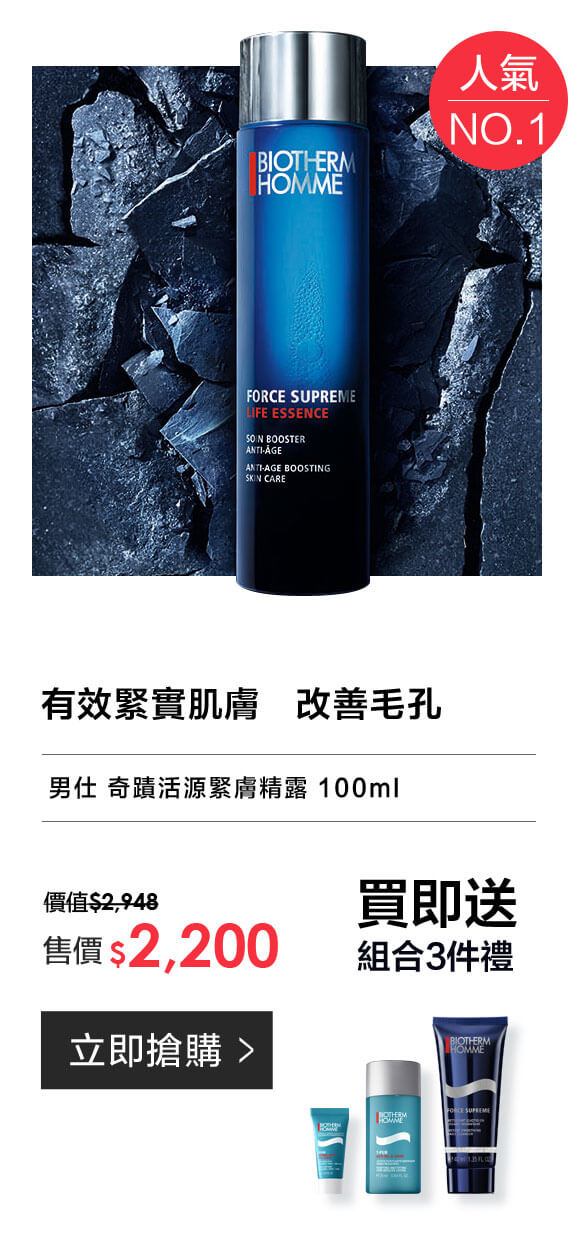 人氣
NO.1
BIOTHERM
HOMME
FORCE SUPREME
LIFE ESSENCE
SOIN BOOSTER
ANTI-ÂGE
ANTI-AGE BOOSTING
SKIN CARE
有效緊實肌膚　改善毛孔
男仕 奇蹟活源緊膚精露 100ml
價值$2,948
售價 $2,200
買即送
組合3件禮
立即搶購 >
BIOTHERM
HOMME
BIOTHERM
HOMME
BIOTHERM
HOMME
FORCE SUPREME